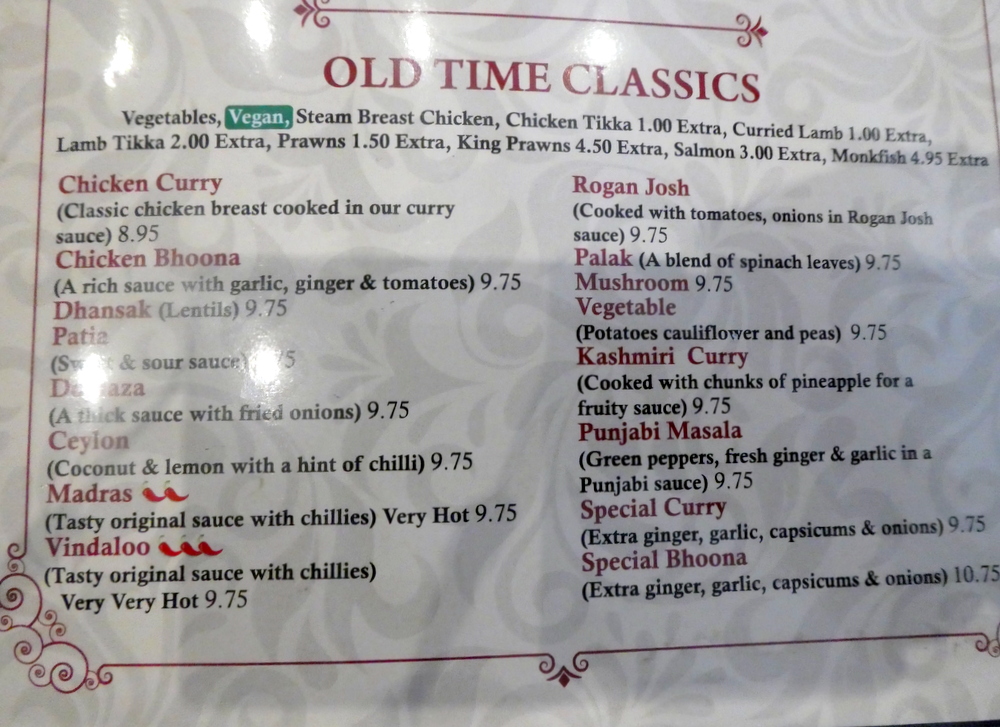 OLD TIME CLASSICS
Vegetables, Vegan, Steam Breast Chicken, Chicken Tikka 1.00 Extra, Curried Lamb 1.00 Extra,
Lamb Tikka 2.00 Extra, Prawns 1.50 Extra, King Prawns 4.50 Extra, Salmon 3.00 Extra, Monkfish 4.95 Extra
Chicken Curry
(Classic chicken breast cooked in our curry
sauce) 8.95
Chicken Bhoona
(A rich sauce with garlic, ginger & tomatoes) 9.75
Dhansak (Lentils) 9.75
Patia
& sour sauce)
(A thick sauce with fried onions) 9.75
Ceylon
(Coconut & lemon with a hint of chilli) 9.75
Madras
(Tasty original sauce with chillies) Very Hot 9.75
Vindaloo
(Tasty original sauce with chillies)
Very Very Hot 9.75
Rogan Josh
(Cooked with tomatoes, onions in Rogan Josh
sauce) 9.75
Palak (A blend of spinach leaves) 9.75
Mushroom 9.75
Vegetable
(Potatoes cauliflower and peas) 9.75
Kashmiri Curry
(Cooked with chunks of pineapple for a
fruity sauce) 9.75
Punjabi Masala
(Green peppers, fresh ginger & garlic in a
Punjabi sauce) 9.75
Special Curry
(Extra ginger, garlic, capsicums & onions) 9.75
Special Bhoona
(Extra ginger, garlic, capsicums & onions) 10.75